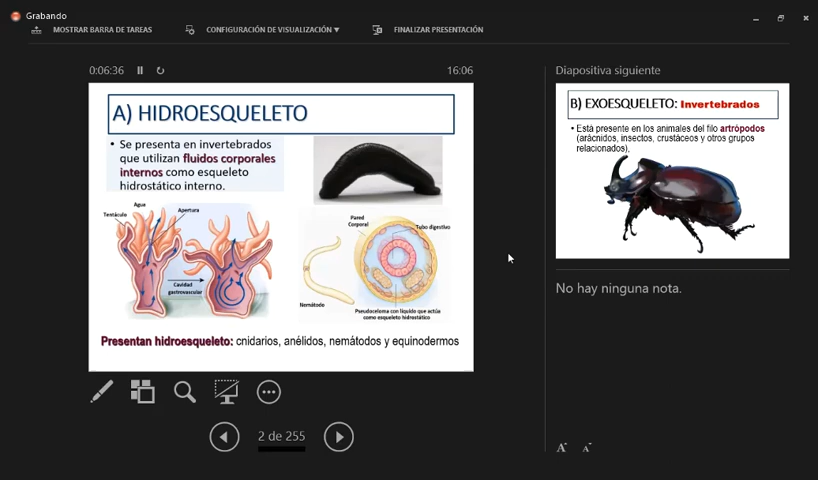 Grabando
MOSTRAR BARRA DE TAREAS
CONFIGURACIÓN DE VISUALIZACIÓN ▾
FINALIZAR PRESENTACIÓN
0:06:36
16:06
A) HIDROESQUELETO
• Se presenta en invertebrados
que utilizan fluidos corporales
internos como esqueleto
hidrostático interno.
Agua
Tentáculo
Apertura
Cavidad
gastrovascular
Pared
Corporal
Tubo digestivo
Nemátodo
Pseudoceloma con líquido que actúa
como esqueleto hidrostático
Presentan hidroesqueleto: cnidarios, anélidos, nemátodos y equinodermos
2 de 255
Diapositiva siguiente
B) EXOESQUELETO: Invertebrados
• Está presente en los animales del filo artrópodos
(arácnidos, insectos, crustáceos y otros grupos
relacionados).
No hay ninguna nota.
A A